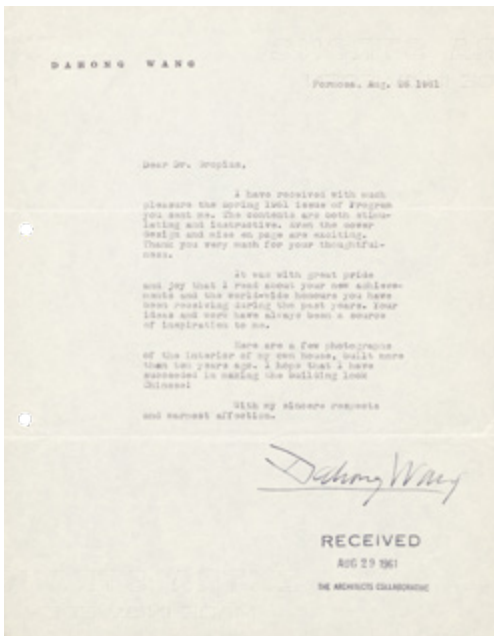 DAHONG WANG
Formosa, Aug. 26 1961
Dear Dr. Gropius,
I have received with much
pleasure the spring 1961 issue of Program
you sent me. The contents are both stimu-
lating and instructive. Even the cover
design and on page are exciting.
Thank you very much for your thoughtful-
ness.
It was with great pride
and joy that I read about your new achieve-
ments and the world-wide honours you have
been receiving during the past years. Your
ideas and work have always been a source
of inspiration to me.
Here are a few photographs
of the interior of my own house, built more
than ten years ago. I hope that I have
succeeded in making the building look
Chinese!
With my sincere respects
and warmest affection.
Dahong Wang
RECEIVED
AUG 29 1961
THE ARCHITECTS COLLABORATIVE